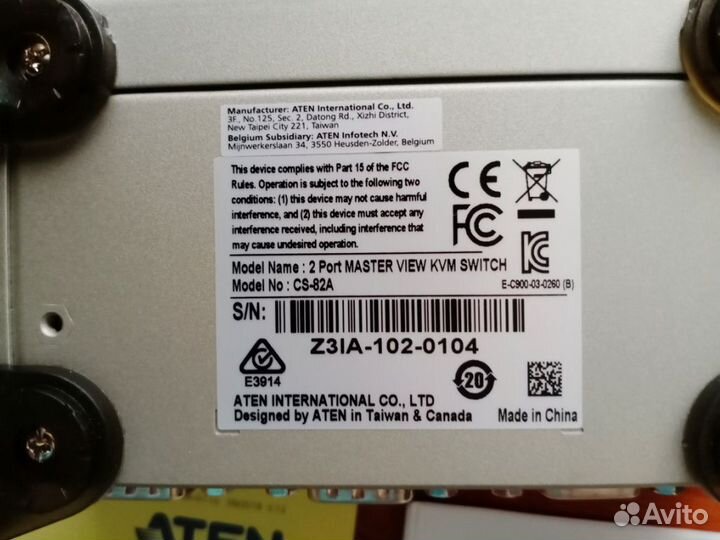 Manufacturer: ATEN International Co., Ltd.
3F., No.125, Sec. 2, Datong Rd., Xizhi District,
New Taipei City 221, Taiwan
Belgium Subsidiary: ATEN Infotech N.V.
Mijnwerkerslaan 34, 3550 Heusden-Zolder, Belgium
This device complies with Part 15 of the FCC
Rules. Operation is subject to the following two
conditions: (1) this device may not cause harmful
interference, and (2) this device must accept any
interference received, including interference that
may cause undesired operation.
CE
FC
Model Name : 2 Port MASTER VIEW KVM SWITCH
Model No : CS-82A
E-C900-03-0260 (B)
S/N:
Z3IA-102-0104
E3914
20
ATEN INTERNATIONAL CO., LTD
Designed by ATEN in Taiwan & Canada
Made in China
ATEN
Avito